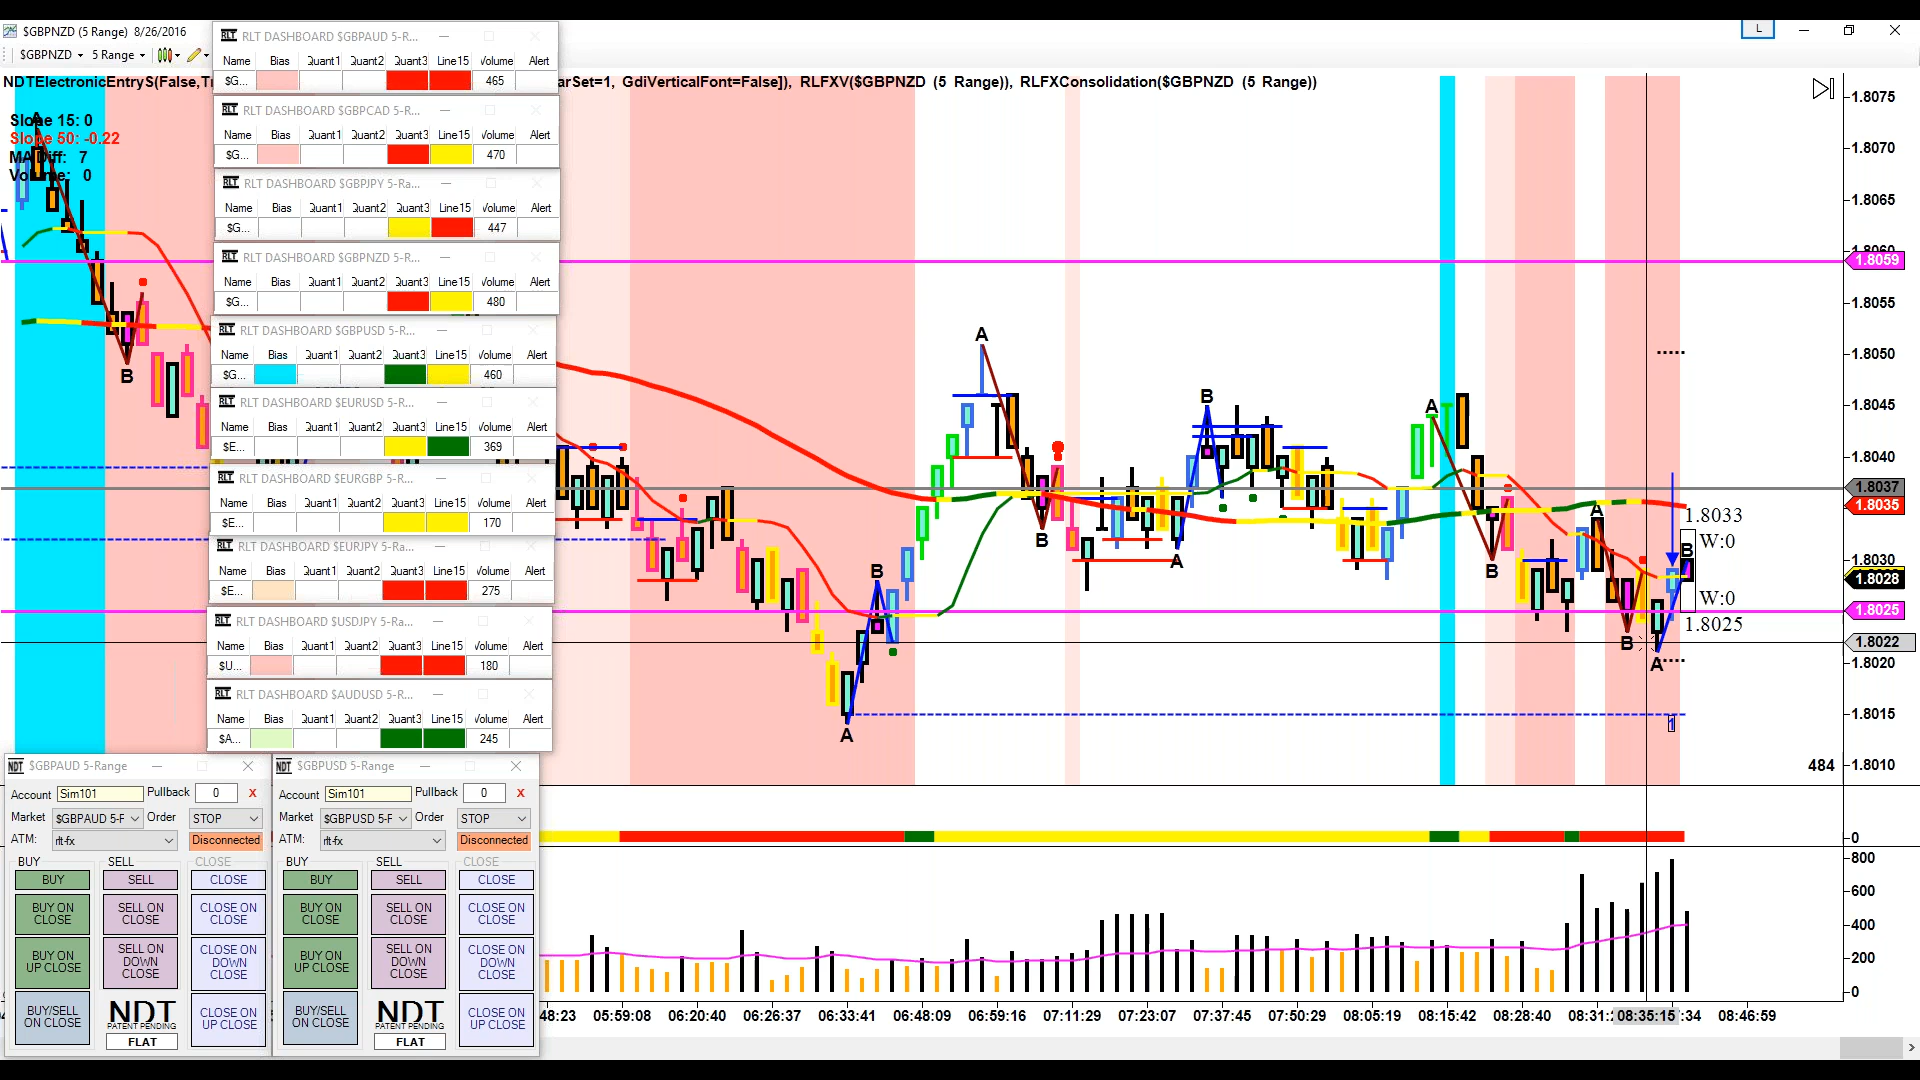 $GBPNZD (5 Range) 8/26/2016
L
$GBPNZD 5 Range
NDTElectronicEntryS(False,Tr
arSet=1, GdiVerticalFont=False]), RLFXV($GBPNZD (5 Range)), RLFXConsolidation($GBPNZD (5 Range))
Slope 15: 0
Slope 50: -0.22
MA Diff: 7
Volume: 0
RLT DASHBOARD $GBPAUD 5-R...
Name Bias Quant1 Quant2 Quant3 Line15 Volume Alert
$G... 465
RLT DASHBOARD $GBPCAD 5-R...
Name Bias Quant1 Quant2 Quant3 Line15 Volume Alert
$G... 470
RLT DASHBOARD $GBPJPY 5-Ra...
Name Bias Quant1 Quant2 Quant3 Line15 Volume Alert
$G... 447
RLT DASHBOARD $GBPNZD 5-R...
Name Bias Quant1 Quant2 Quant3 Line15 Volume Alert
$G... 480
RLT DASHBOARD $GBPUSD 5-R...
Name Bias Quant1 Quant2 Quant3 Line15 Volume Alert
$G... 460
RLT DASHBOARD $EURUSD 5-R...
Name Bias Quant1 Quant2 Quant3 Line15 Volume Alert
$E... 369
RLT DASHBOARD $EURGBP 5-R...
Name Bias Quant1 Quant2 Quant3 Line15 Volume Alert
$E... 170
RLT DASHBOARD $EURJPY 5-Ra...
Name Bias Quant1 Quant2 Quant3 Line15 Volume Alert
$E... 275
RLT DASHBOARD $USDJPY 5-Ra...
Name Bias Quant1 Quant2 Quant3 Line15 Volume Alert
$U... 180
RLT DASHBOARD $AUDUSD 5-R...
Name Bias Quant1 Quant2 Quant3 Line15 Volume Alert
$A... 245
A
B
A
B
A
B
A
B
A
B
A
B
A
B
1.8033
W:0
W:0
1.8025
1
484
1.8075
1.8070
1.8065
1.8060
1.8059
1.8055
1.8050
1.8045
1.8040
1.8037
1.8035
1.8030
1.8028
1.8025
1.8022
1.8020
1.8015
1.8010
0
800
600
400
200
0
NDT $GBPAUD 5-Range
Account Sim101 Pullback 0 X
Market $GBPAUD 5-F Order STOP
ATM: rlt-fx Disconnected
BUY SELL CLOSE
BUY SELL CLOSE
BUY ON CLOSE SELL ON CLOSE CLOSE ON CLOSE
BUY ON UP CLOSE SELL ON DOWN CLOSE CLOSE ON DOWN CLOSE
BUY/SELL ON CLOSE NDT PATENT PENDING FLAT CLOSE ON UP CLOSE
NDT $GBPUSD 5-Range
Account Sim101 Pullback 0 X
Market $GBPUSD 5-F Order STOP
ATM: rlt-fx Disconnected
BUY SELL CLOSE
BUY SELL CLOSE
BUY ON CLOSE SELL ON CLOSE CLOSE ON CLOSE
BUY ON UP CLOSE SELL ON DOWN CLOSE CLOSE ON DOWN CLOSE
BUY/SELL ON CLOSE NDT PATENT PENDING FLAT CLOSE ON UP CLOSE
48:23 05:59:08 06:20:40 06:26:37 06:33:41 06:48:09 06:59:16 07:11:29 07:23:07 07:37:45 07:50:29 08:05:19 08:15:42 08:28:40 08:31: 08:35:15 :34 08:46:59